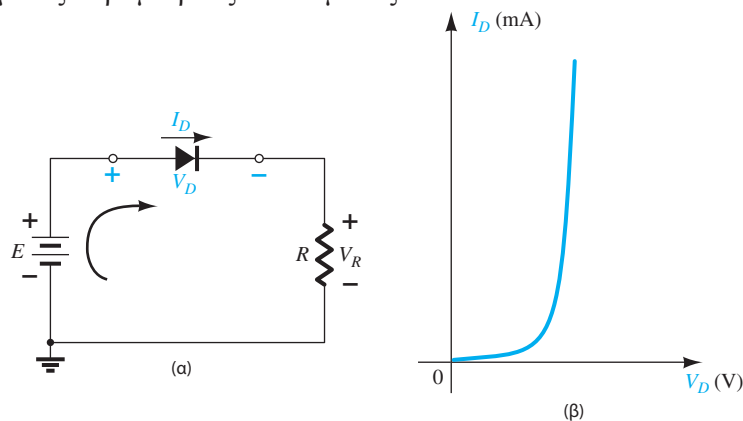 I_D (mA)
I_D
+ V_D −
+
E
−
R
+
V_R
−
(α)
0
V_D (V)
(β)